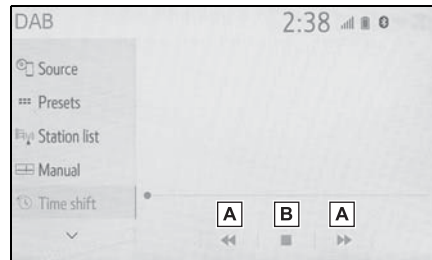 DAB 2:38
Source
Presets
Station list
Manual
Time shift
A B A